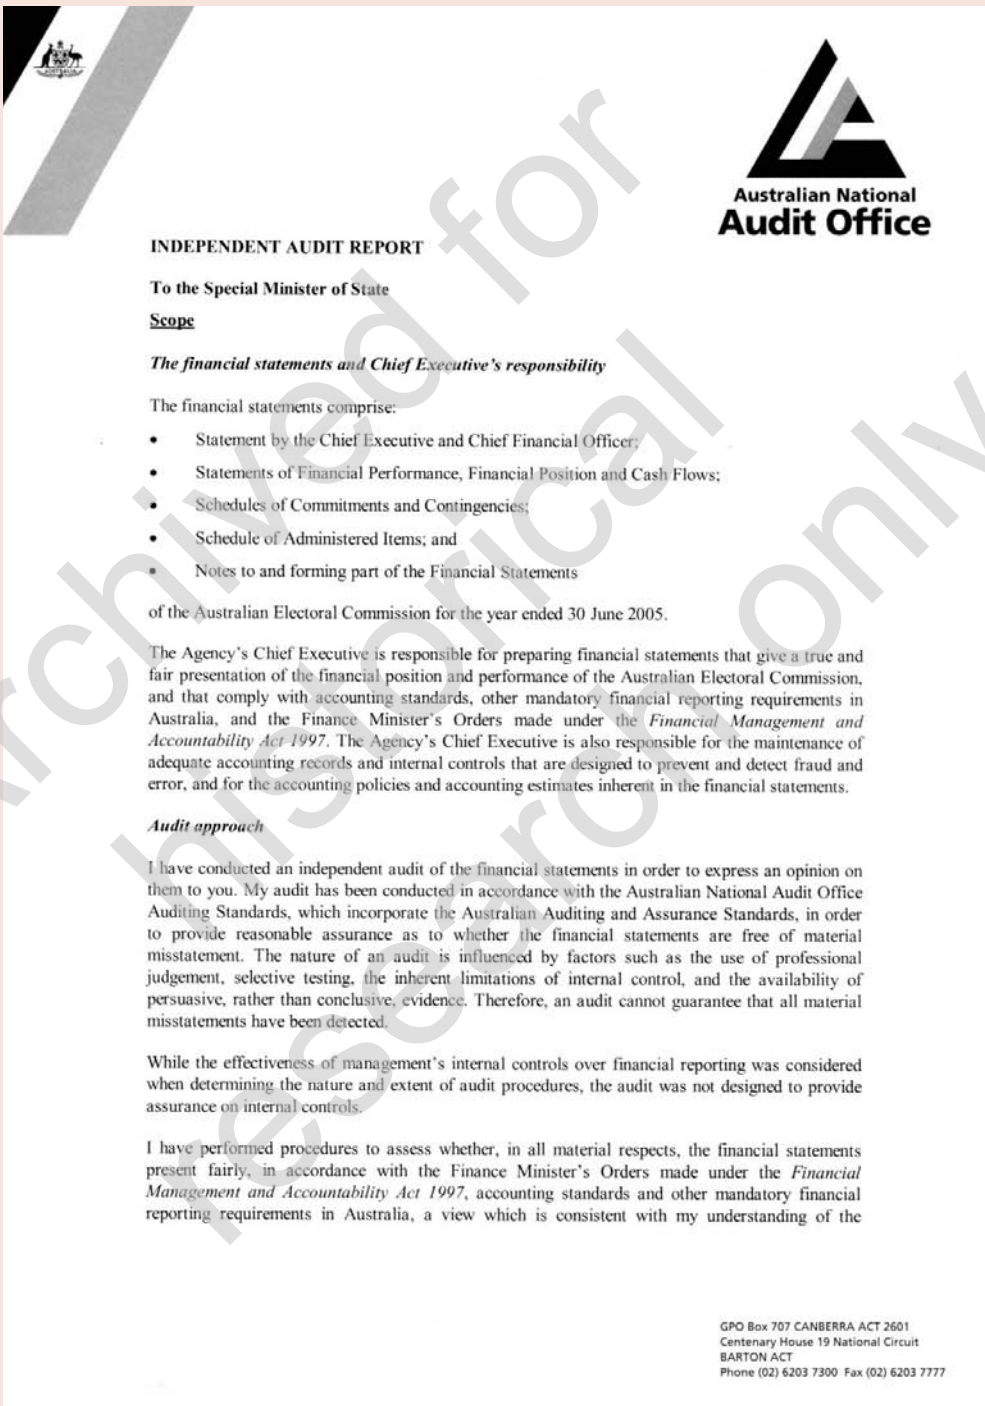 AUSTRALIA
Australian National
Audit Office
INDEPENDENT AUDIT REPORT
To the Special Minister of State
Scope
The financial statements and Chief Executive's responsibility
The financial statements comprise:
• Statement by the Chief Executive and Chief Financial Officer;
• Statements of Financial Performance, Financial Position and Cash Flows;
• Schedules of Commitments and Contingencies;
• Schedule of Administered Items; and
• Notes to and forming part of the Financial Statements
of the Australian Electoral Commission for the year ended 30 June 2005.
The Agency's Chief Executive is responsible for preparing financial statements that give a true and
fair presentation of the financial position and performance of the Australian Electoral Commission,
and that comply with accounting standards, other mandatory financial reporting requirements in
Australia, and the Finance Minister's Orders made under the Financial Management and
Accountability Act 1997. The Agency's Chief Executive is also responsible for the maintenance of
adequate accounting records and internal controls that are designed to prevent and detect fraud and
error, and for the accounting policies and accounting estimates inherent in the financial statements.
Audit approach
I have conducted an independent audit of the financial statements in order to express an opinion on
them to you. My audit has been conducted in accordance with the Australian National Audit Office
Auditing Standards, which incorporate the Australian Auditing and Assurance Standards, in order
to provide reasonable assurance as to whether the financial statements are free of material
misstatement. The nature of an audit is influenced by factors such as the use of professional
judgement, selective testing, the inherent limitations of internal control, and the availability of
persuasive, rather than conclusive, evidence. Therefore, an audit cannot guarantee that all material
misstatements have been detected.
While the effectiveness of management's internal controls over financial reporting was considered
when determining the nature and extent of audit procedures, the audit was not designed to provide
assurance on internal controls.
I have performed procedures to assess whether, in all material respects, the financial statements
present fairly, in accordance with the Finance Minister's Orders made under the Financial
Management and Accountability Act 1997, accounting standards and other mandatory financial
reporting requirements in Australia, a view which is consistent with my understanding of the
GPO Box 707 CANBERRA ACT 2601
Centenary House 19 National Circuit
BARTON ACT
Phone (02) 6203 7300 Fax (02) 6203 7777
Archived for
historical
research only